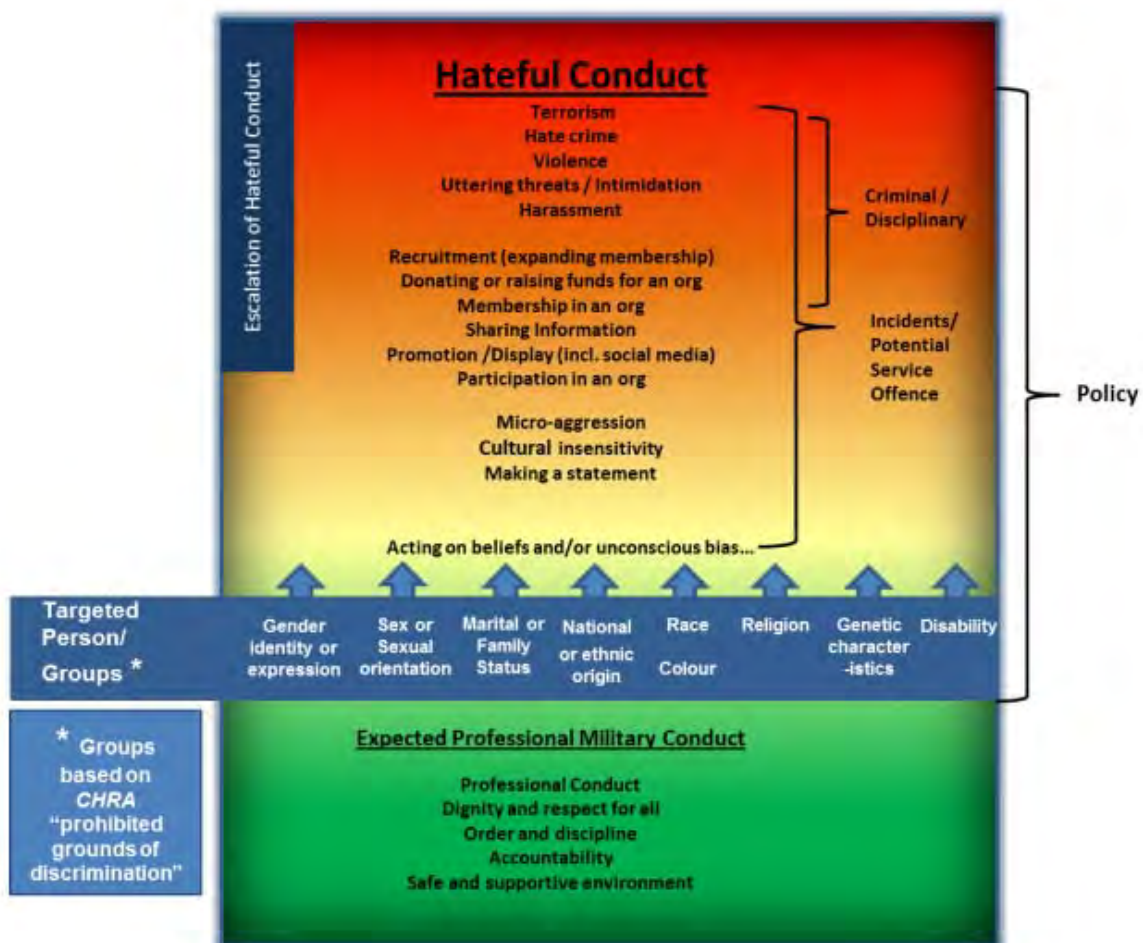 Escalation of Hateful Conduct
Hateful Conduct
Terrorism
Hate crime
Violence
Uttering threats / Intimidation
Harassment
Recruitment (expanding membership)
Donating or raising funds for an org
Membership in an org
Sharing Information
Promotion /Display (incl. social media)
Participation in an org
Micro-aggression
Cultural insensitivity
Making a statement
Acting on beliefs and/or unconscious bias...
Criminal /
Disciplinary
Incidents/
Potential
Service
Offence
Policy
Targeted
Person/
Groups *
Gender
identity or
expression
Sex or
Sexual
orientation
Marital or
Family
Status
National
or ethnic
origin
Race
Colour
Religion
Genetic
character
-istics
Disability
* Groups
based on
CHRA
“prohibited
grounds of
discrimination”
Expected Professional Military Conduct
Professional Conduct
Dignity and respect for all
Order and discipline
Accountability
Safe and supportive environment